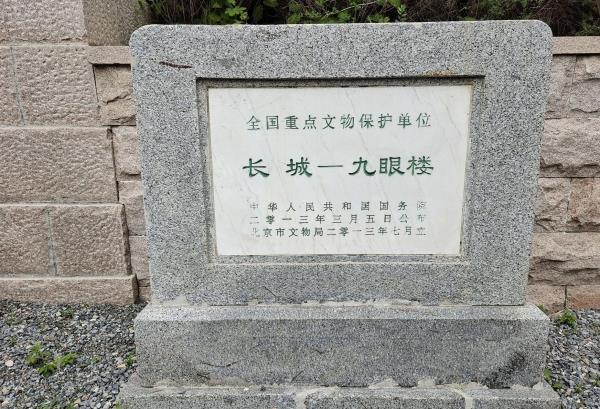 全国重点文物保护单位
长城—九眼楼
中华人民共和国国务院
二零一三年三月五日公布
北京市文物局二零一三年七月立